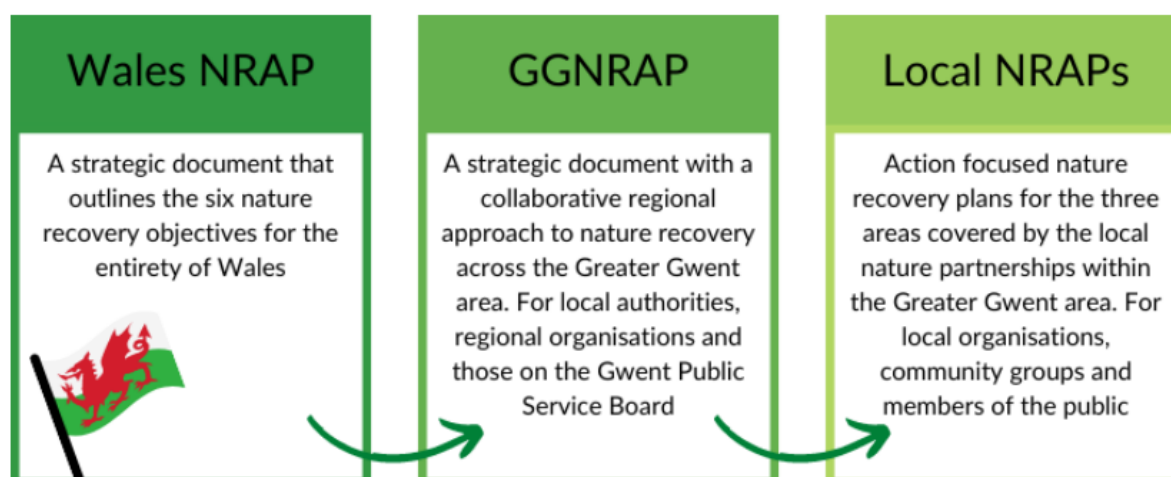 Wales NRAP
A strategic document that
outlines the six nature
recovery objectives for the
entirety of Wales
GGNRAP
A strategic document with a
collaborative regional
approach to nature recovery
across the Greater Gwent
area. For local authorities,
regional organisations and
those on the Gwent Public
Service Board
Local NRAPs
Action focused nature
recovery plans for the three
areas covered by the local
nature partnerships within
the Greater Gwent area. For
local organisations,
community groups and
members of the public